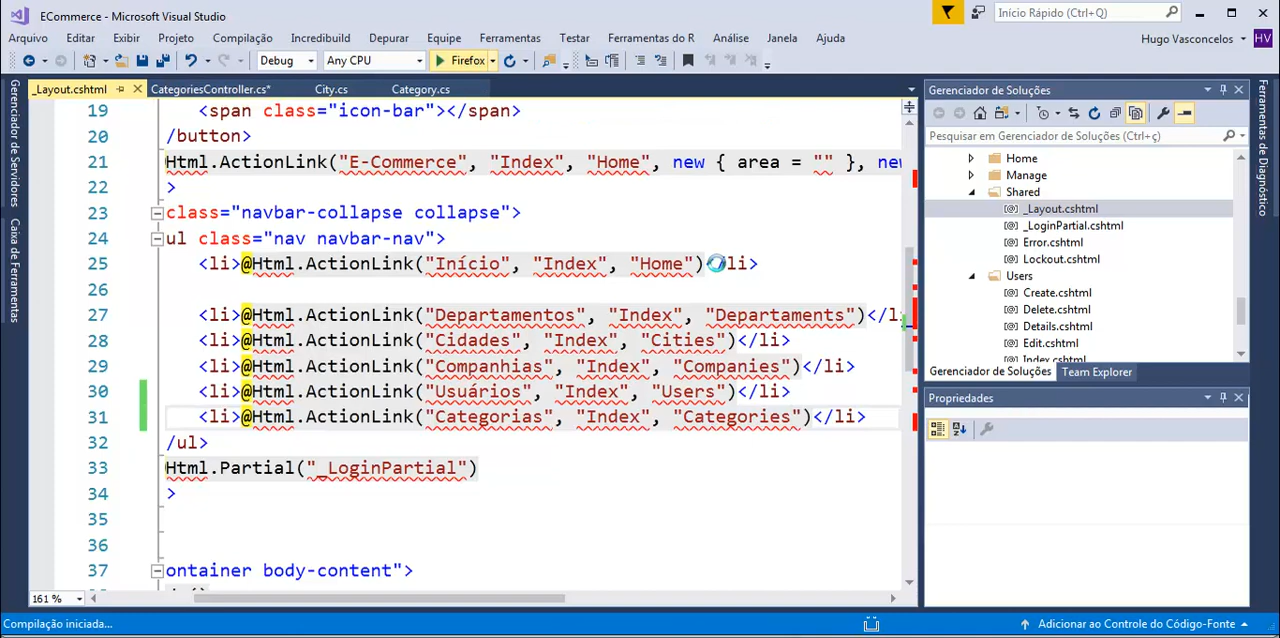 ECommerce - Microsoft Visual Studio
Início Rápido (Ctrl+Q)
Arquivo Editar Exibir Projeto Compilação Incredibuild Depurar Equipe Ferramentas Testar Ferramentas do R Análise Janela Ajuda
Hugo Vasconcelos HV
Debug Any CPU Firefox
_Layout.cshtml CategoriesController.cs* City.cs Category.cs
Gerenciador de Servidores
Caixa de Ferramentas
19 <span class="icon-bar"></span>
20 /button>
21 Html.ActionLink("E-Commerce", "Index", "Home", new { area = "" }, new
22 >
23 class="navbar-collapse collapse">
24 ul class="nav navbar-nav">
25 <li>@Html.ActionLink("Início", "Index", "Home") li>
26
27 <li>@Html.ActionLink("Departamentos", "Index", "Departaments")</li
28 <li>@Html.ActionLink("Cidades", "Index", "Cities")</li>
29 <li>@Html.ActionLink("Companhias", "Index", "Companies")</li>
30 <li>@Html.ActionLink("Usuários", "Index", "Users")</li>
31 <li>@Html.ActionLink("Categorias", "Index", "Categories")</li>
32 /ul>
33 Html.Partial("_LoginPartial")
34 >
35
36
37 ontainer body-content">
161 %
Gerenciador de Soluções
Pesquisar em Gerenciador de Soluções (Ctrl+ç)
Home
Manage
Shared
_Layout.cshtml
_LoginPartial.cshtml
Error.cshtml
Lockout.cshtml
Users
Create.cshtml
Delete.cshtml
Details.cshtml
Edit.cshtml
Index.cshtml
Gerenciador de Soluções Team Explorer
Propriedades
Ferramentas de Diagnóstico
Compilação iniciada...
Adicionar ao Controle do Código-Fonte